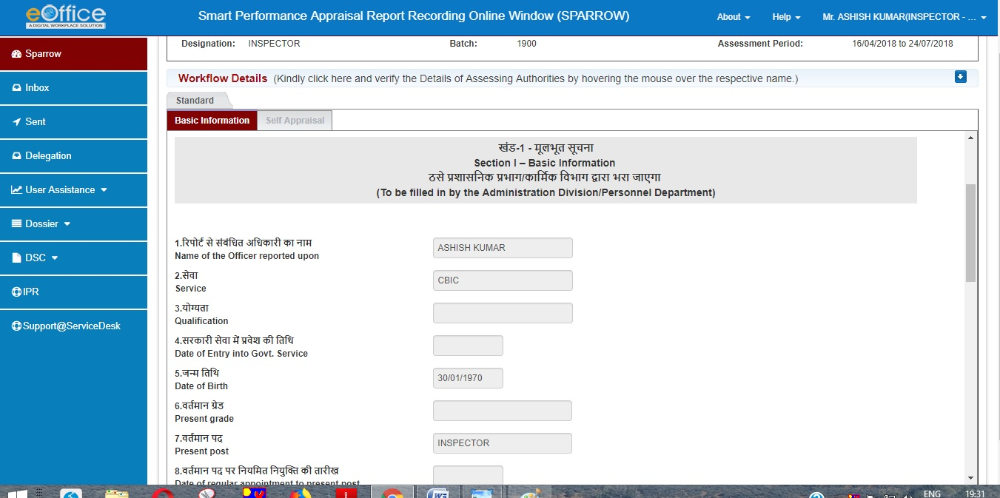 eOffice
A DIGITAL WORKPLACE SOLUTION
Smart Performance Appraisal Report Recording Online Window (SPARROW)
About
Help
Mr. ASHISH KUMAR(INSPECTOR - ...
Sparrow
Inbox
Sent
Delegation
User Assistance
Dossier
DSC
IPR
Support@ServiceDesk
Designation: INSPECTOR Batch: 1900 Assessment Period: 16/04/2018 to 24/07/2018
Workflow Details (Kindly click here and verify the Details of Assessing Authorities by hovering the mouse over the respective name.)
Standard
Basic Information Self Appraisal
खंड-1 - मूलभूत सूचना
Section I – Basic Information
ठसे प्रशासनिक प्रभाग/कार्मिक विभाग द्वारा भरा जाएगा
(To be filled in by the Administration Division/Personnel Department)
1.रिपोर्ट से संबंधित अधिकारी का नाम
Name of the Officer reported upon
ASHISH KUMAR
2.सेवा
Service
CBIC
3.योग्यता
Qualification
4.सरकारी सेवा में प्रवेश की तिथि
Date of Entry into Govt. Service
5.जन्म तिथि
Date of Birth
30/01/1970
6.वर्तमान ग्रेड
Present grade
7.वर्तमान पद
Present post
INSPECTOR
8.वर्तमान पद पर नियमित नियुक्ति की तारीख
Date of regular appointment to present post
ENG
19:31